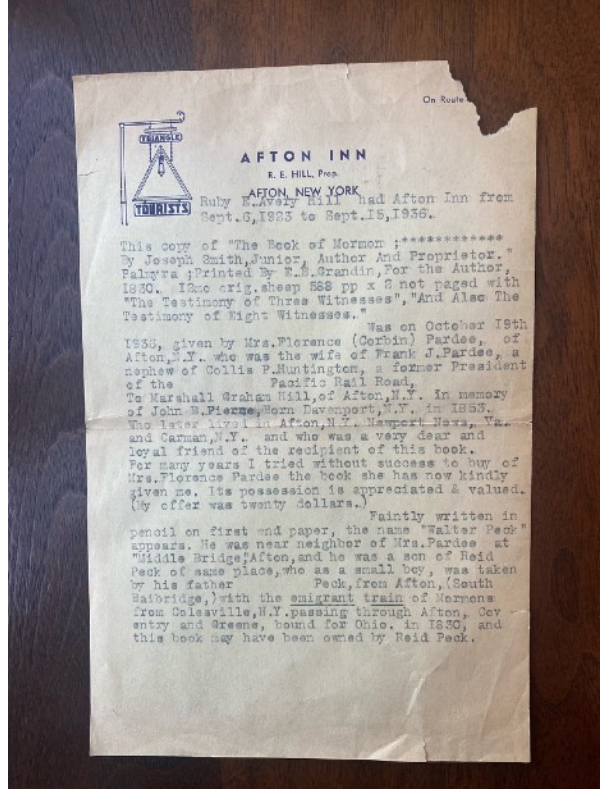 On Route
TRIANGLE
TOURISTS
AFTON INN
R. E. HILL, Prop.
AFTON, NEW YORK
Ruby E.Avery Hill had Afton Inn from
Sept.6,1923 to Sept.15,1936.
This copy of "The Book of Mormon ;************
By Joseph Smith,Junior, Author And Proprietor."
Palmyra ;Printed By E.B.Grandin,For the Author,
1830. 12mo orig.sheep 588 pp x 2 not paged with
"The Testimony of Three Witnesses","And Also The
Testimony of Eight Witnesses."
Was on October 19th
1936, given by Mrs.Florence (Corbin) Pardee, of
Afton,N.Y. who was the wife of Frank J.Pardee, a
nephew of Collis P.Huntington, a former President
of the Pacific Rail Road,
To Marshall Graham Hill,of Afton,N.Y. in memory
of John E.Pierce,Born Davenport,N.Y. in 1853.
Who later lived in Afton,N.Y. Newport News, Va.
and Carman,N.Y. and who was a very dear and
loyal friend of the recipient of this book.
For many years I tried without success to buy of
Mrs.Florence Pardee the book she has now kindly
given me. Its possession is appreciated & valued.
(My offer was twenty dollars.)
Faintly written in
pencil on first end paper, the name "Walter Peck"
appears. He was near neighbor of Mrs.Pardee at
"Middle Bridge",Afton,and he was a son of Reid
Peck of same place,who as a small boy, was taken
by his father Peck,from Afton,(South
Baibridge,)with the emigrant train of Mormons
from Colesville,N.Y.passing through Afton, Cov
entry and Greene, bound for Ohio. in 1830, and
this book may have been owned by Reid Peck.